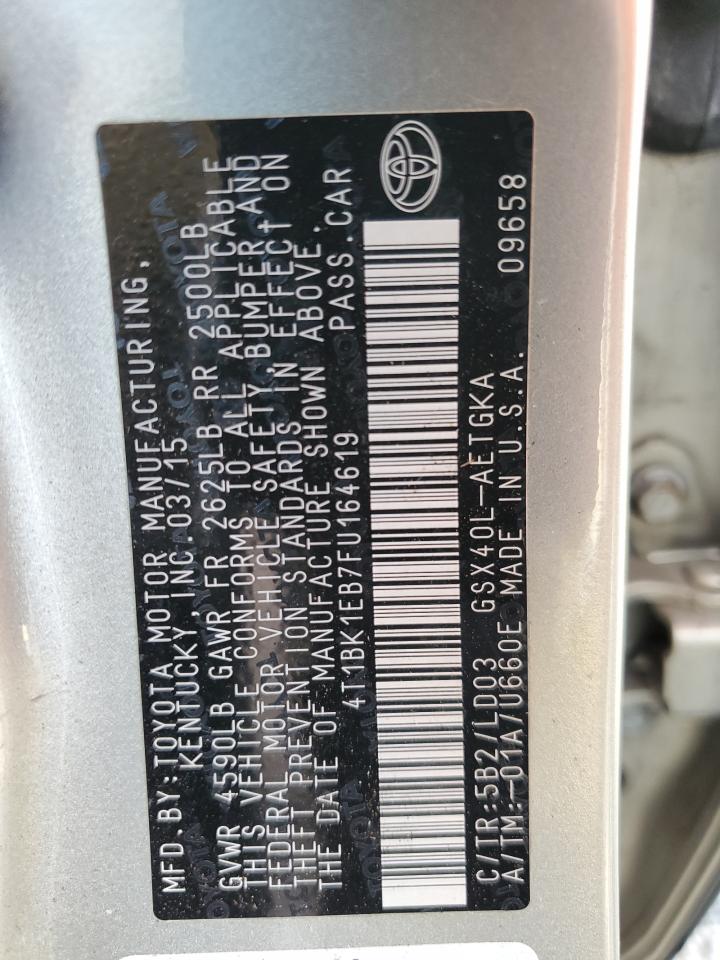 MFD.BY:TOYOTA MOTOR MANUFACTURING,
KENTUCKY INC.03/15
GVWR 4590LB GAWR FR 2625LB RR 2500LB
THIS VEHICLE CONFORMS TO ALL APPLICABLE
FEDERAL MOTOR VEHICLE SAFETY,BUMPER,AND
THEFT PREVENTION STANDARDS IN EFFECT ON
THE DATE OF MANUFACTURE SHOWN ABOVE.
4T1BK1EB7FU164619 PASS.CAR
C/TR:5B2/LD03 GSX40L-AETGKA
A/TM:-01A/U660E MADE IN U.S.A. 09658